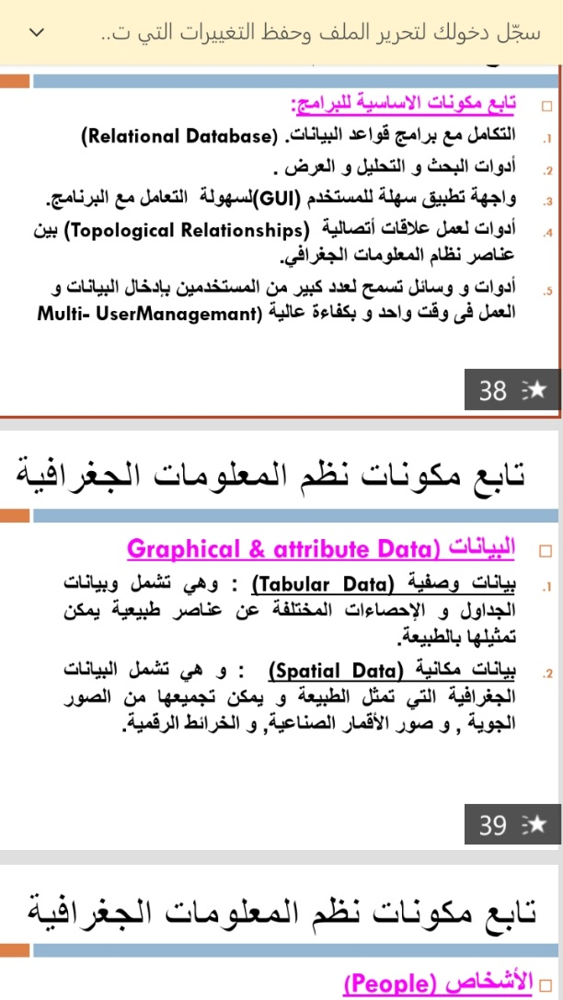 سجّل دخولك لتحرير الملف وحفظ التغييرات التي ت..
تابع مكونات الاساسية للبرامج:
1. التكامل مع برامج قواعد البيانات. (Relational Database)
2. أدوات البحث و التحليل و العرض .
3. واجهة تطبيق سهلة للمستخدم (GUI)لسهولة التعامل مع البرنامج.
4. أدوات لعمل علاقات أتصالية (Topological Relationships) بين
عناصر نظام المعلومات الجغرافي.
5. أدوات و وسائل تسمح لعدد كبير من المستخدمين بإدخال البيانات و
العمل فى وقت واحد و بكفاءة عالية (Multi- UserManagemant
38
تابع مكونات نظم المعلومات الجغرافية
البيانات (Graphical & attribute Data
1. بيانات وصفية (Tabular Data) : وهي تشمل وبيانات
الجداول و الإحصاءات المختلفة عن عناصر طبيعية يمكن
تمثيلها بالطبيعة.
2. بيانات مكانية (Spatial Data) : و هي تشمل البيانات
الجغرافية التي تمثل الطبيعة و يمكن تجميعها من الصور
الجوية , و صور الأقمار الصناعية, و الخرائط الرقمية.
39
تابع مكونات نظم المعلومات الجغرافية
الأشخاص (People)